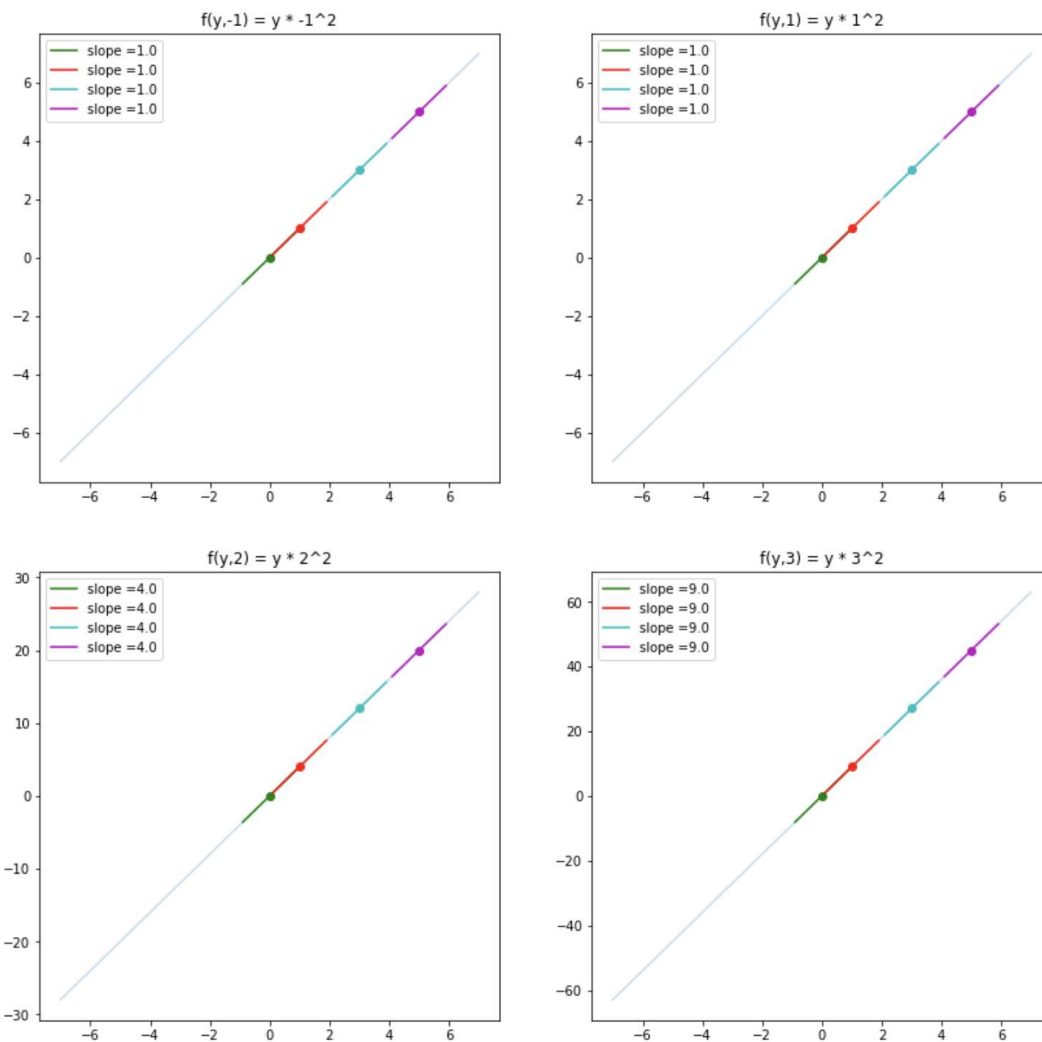 f(y,-1) = y * -1^2
slope =1.0
slope =1.0
slope =1.0
slope =1.0
6
4
2
0
−2
−4
−6
−6 −4 −2 0 2 4 6
f(y,1) = y * 1^2
slope =1.0
slope =1.0
slope =1.0
slope =1.0
6
4
2
0
−2
−4
−6
−6 −4 −2 0 2 4 6
f(y,2) = y * 2^2
slope =4.0
slope =4.0
slope =4.0
slope =4.0
30
20
10
0
−10
−20
−30
−6 −4 −2 0 2 4 6
f(y,3) = y * 3^2
slope =9.0
slope =9.0
slope =9.0
slope =9.0
60
40
20
0
−20
−40
−60
−6 −4 −2 0 2 4 6